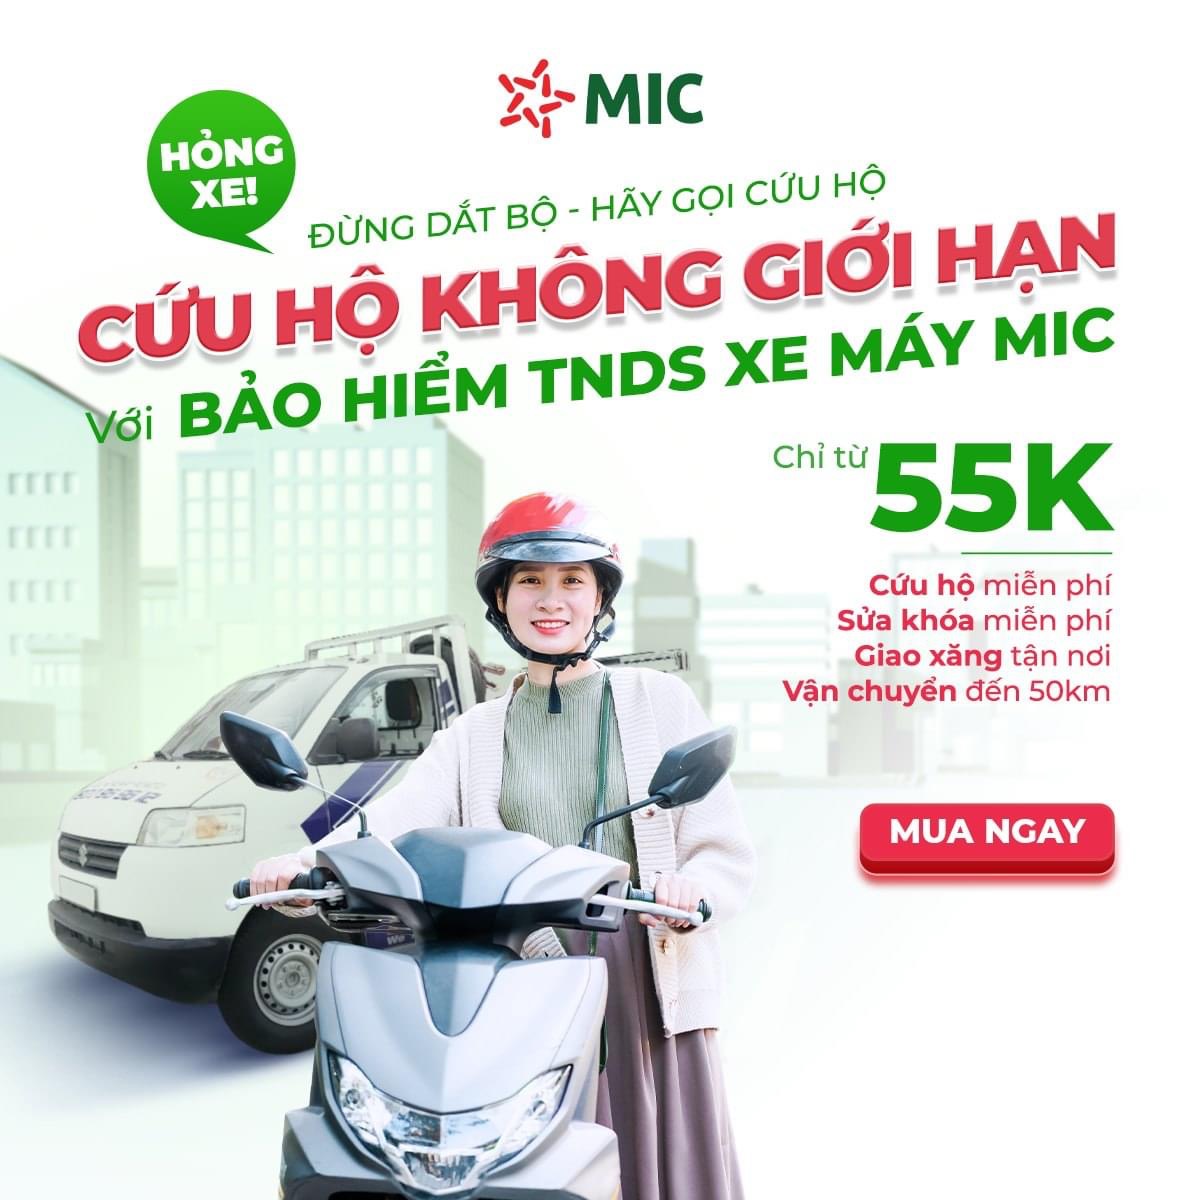 MIC
HỎNG
XE!
ĐỪNG DẮT BỘ - HÃY GỌI CỨU HỘ
CỨU HỘ KHÔNG GIỚI HẠN
Với BẢO HIỂM TNDS XE MÁY MIC
Chỉ từ 55K
Cứu hộ miễn phí
Sửa khóa miễn phí
Giao xăng tận nơi
Vận chuyển đến 50km
MUA NGAY
We